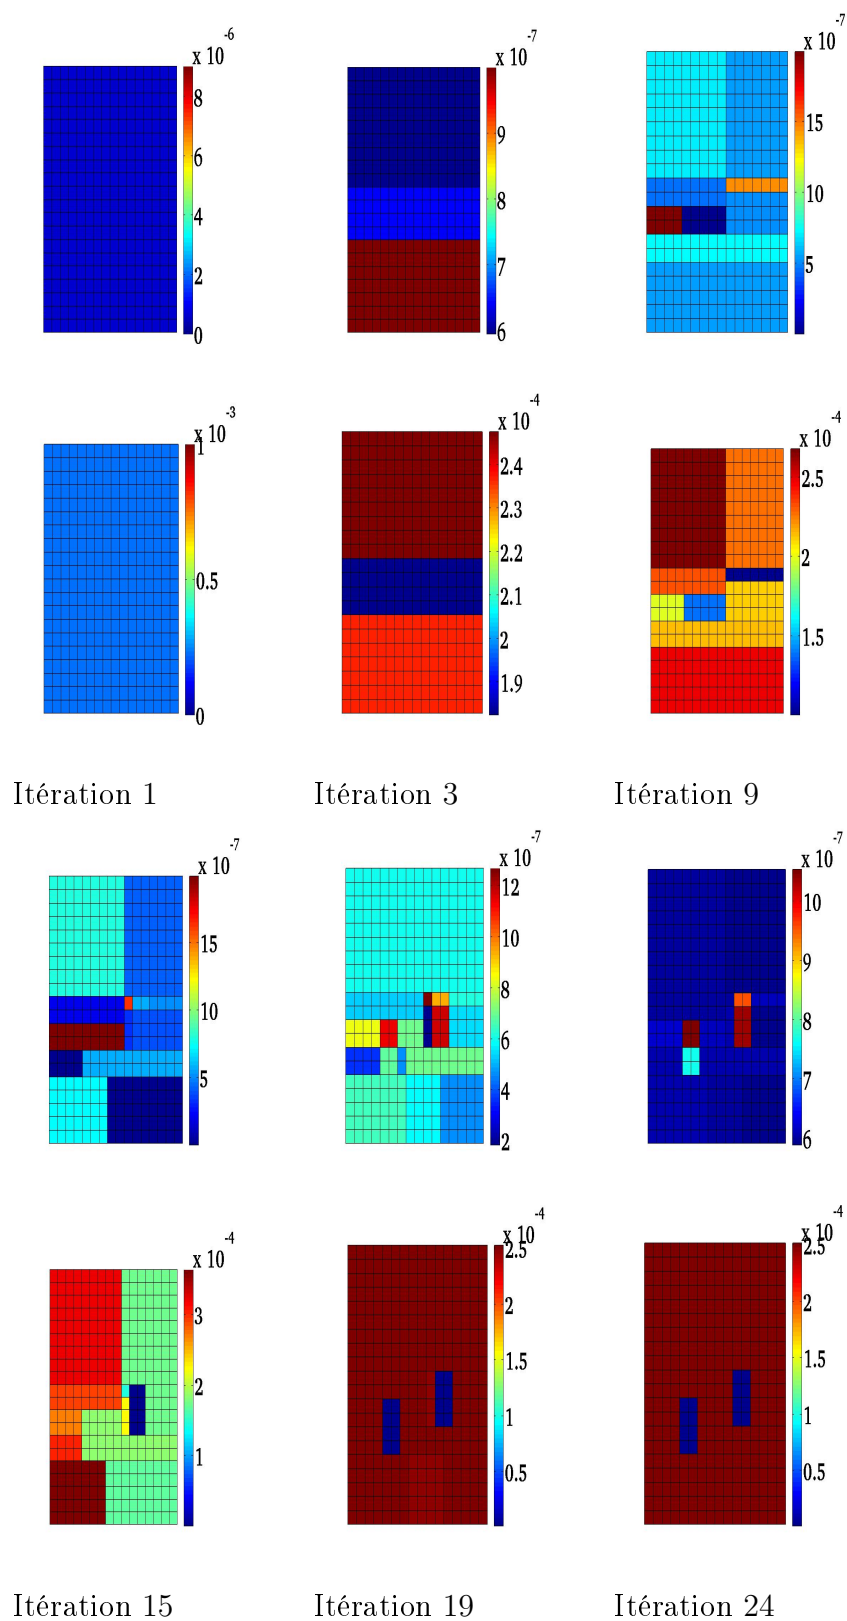 x 10 -6
8
6
4
2
0
x 10 -7
9
8
7
6
x 10 -7
15
10
5
x 10 -3
1
0.5
0
x 10 -4
2.4
2.3
2.2
2.1
2
1.9
x 10 -4
2.5
2
1.5
Itération 1
Itération 3
Itération 9
x 10 -7
15
10
5
x 10 -7
12
10
8
6
4
2
x 10 -7
10
9
8
7
6
x 10 -4
3
2
1
x 10 -4
2.5
2
1.5
1
0.5
x 10 -4
2.5
2
1.5
1
0.5
Itération 15
Itération 19
Itération 24